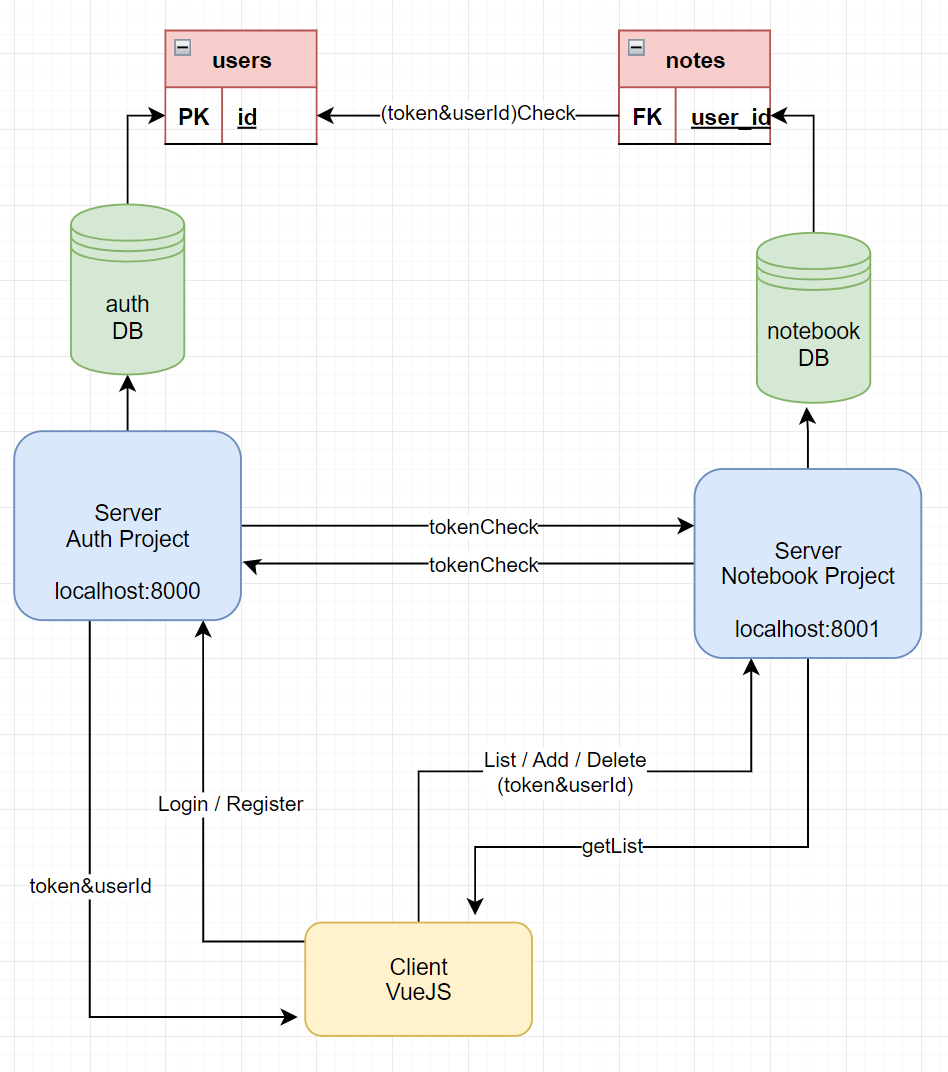 users
notes
PK
id
(token&userId)Check
FK
user_id
auth
DB
notebook
DB
Server
Auth Project
localhost:8000
tokenCheck
tokenCheck
Server
Notebook Project
localhost:8001
List / Add / Delete
(token&userId)
Login / Register
getList
token&userId
Client
VueJS